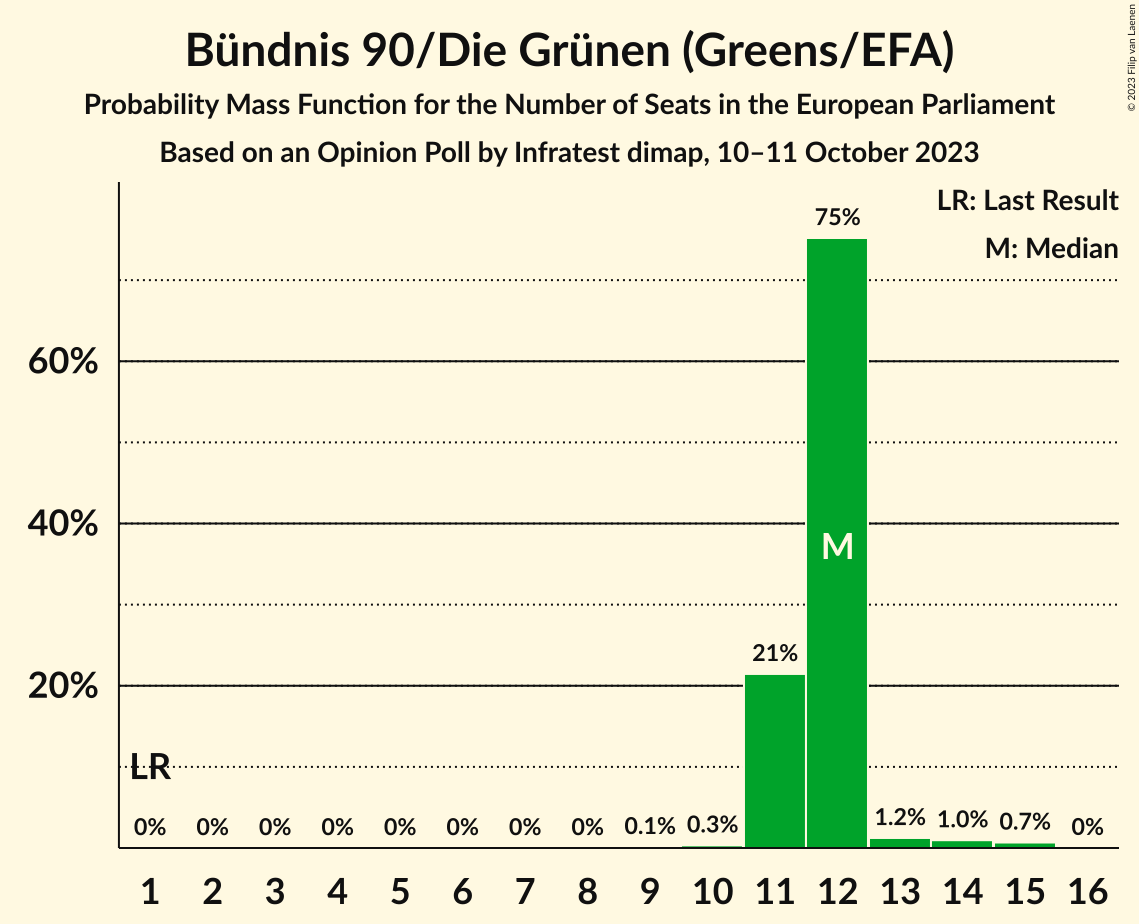 Bündnis 90/Die Grünen (Greens/EFA)
Probability Mass Function for the Number of Seats in the European Parliament
Based on an Opinion Poll by Infratest dimap, 10–11 October 2023
© 2023 Filip van Laenen
LR: Last Result
M: Median
75%
60%
40%
M
21%
20%
LR
0% 0% 0% 0% 0% 0% 0% 0% 0.1% 0.3% 1.2% 1.0% 0.7% 0%
1 2 3 4 5 6 7 8 9 10 11 12 13 14 15 16